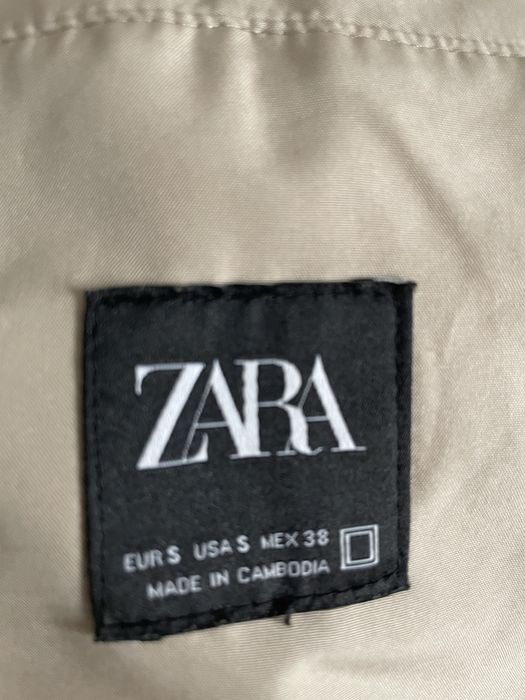 ZARA
EUR S USA S MEX 38
MADE IN CAMBODIA